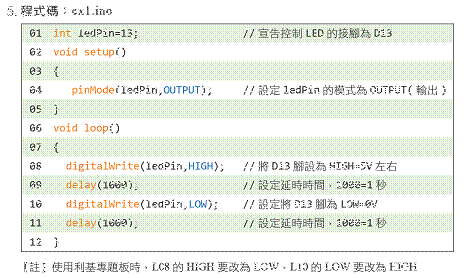 5. 程式碼：ex1.ino
01 int ledPin=13; // 宣告控制 LED 的接腳為 D13
02 void setup()
03 {
04 pinMode(ledPin,OUTPUT); // 設定 ledPin 的模式為 OUTPUT( 輸出 )
05 }
06 void loop()
07 {
08 digitalWrite(ledPin,HIGH); // 將 D13 腳設為 HIGH=5V 左右
09 delay(1000); // 設定延時時間，1000=1 秒
10 digitalWrite(ledPin,LOW); // 設定將 D13 腳為 LOW=0V
11 delay(1000); // 設定延時時間，1000=1 秒
12 }
[註] 使用利基專題板時，L08 的 HIGH 要改為 LOW，L10 的 LOW 要改為 HIGH